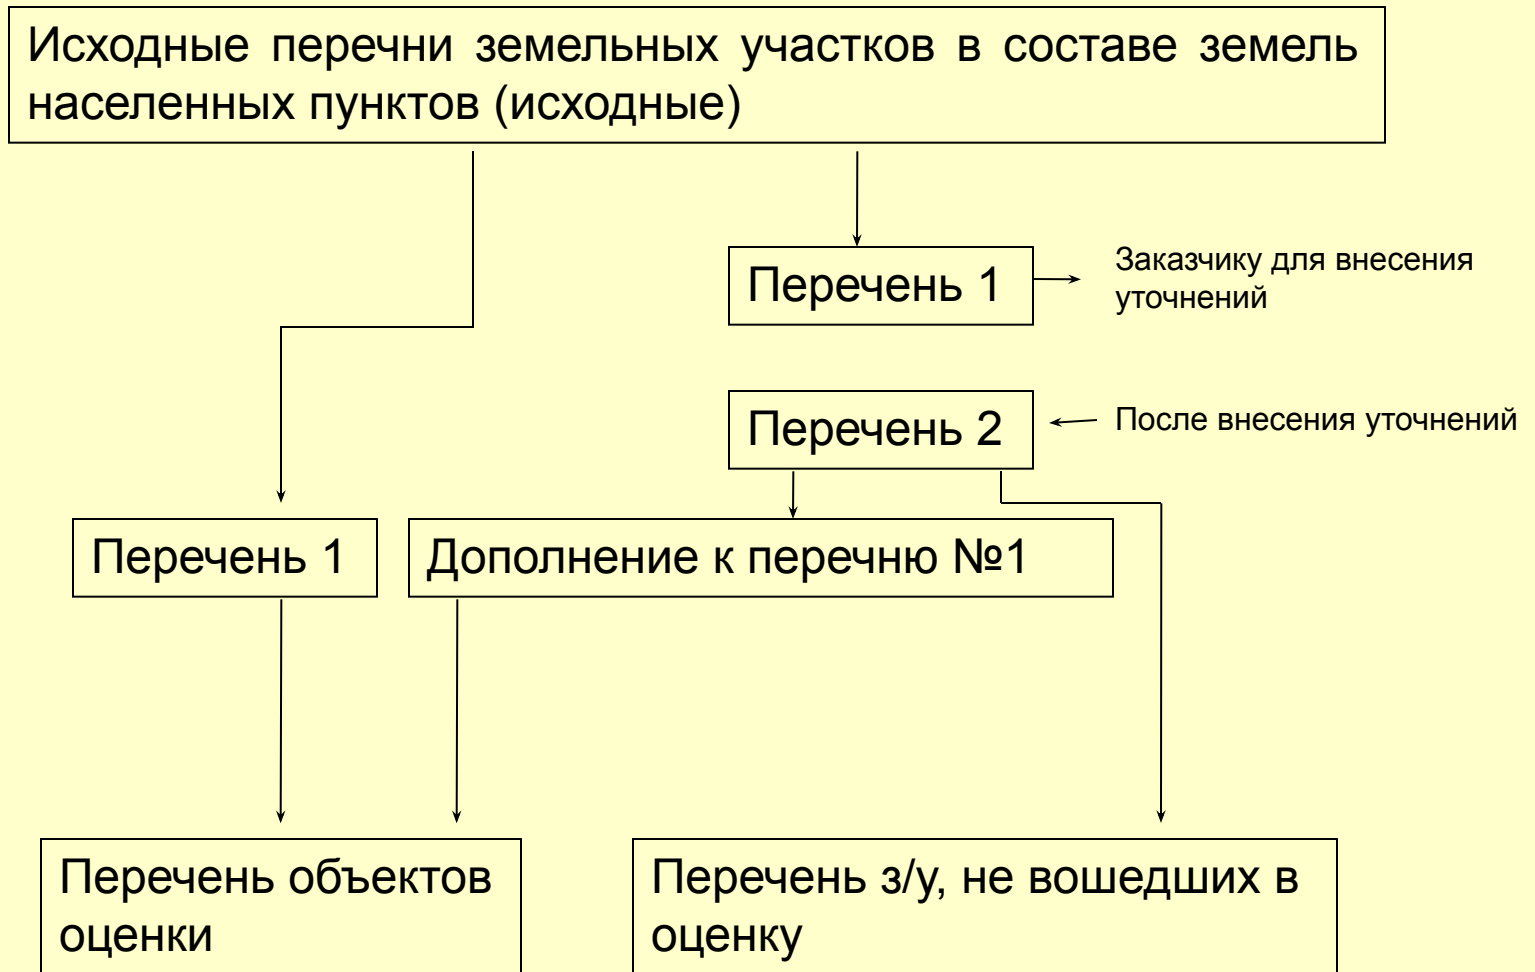 Исходные перечни земельных участков в составе земель
населенных пунктов (исходные)
Перечень 1
Заказчику для внесения
уточнений
Перечень 2
После внесения уточнений
Перечень 1
Дополнение к перечню №1
Перечень объектов
оценки
Перечень з/у, не вошедших в
оценку